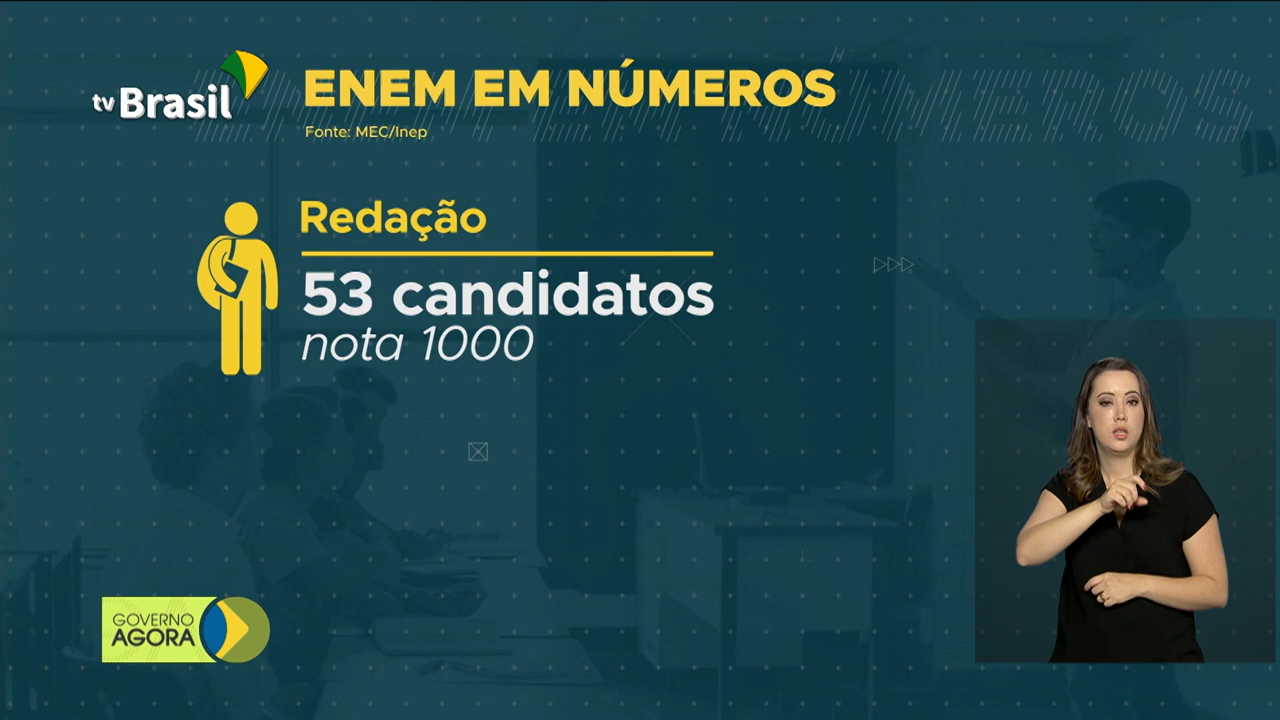 tv Brasil
ENEM EM NÚMEROS
Fonte: MEC/Inep
Redação
53 candidatos
nota 1000
GOVERNO
AGORA